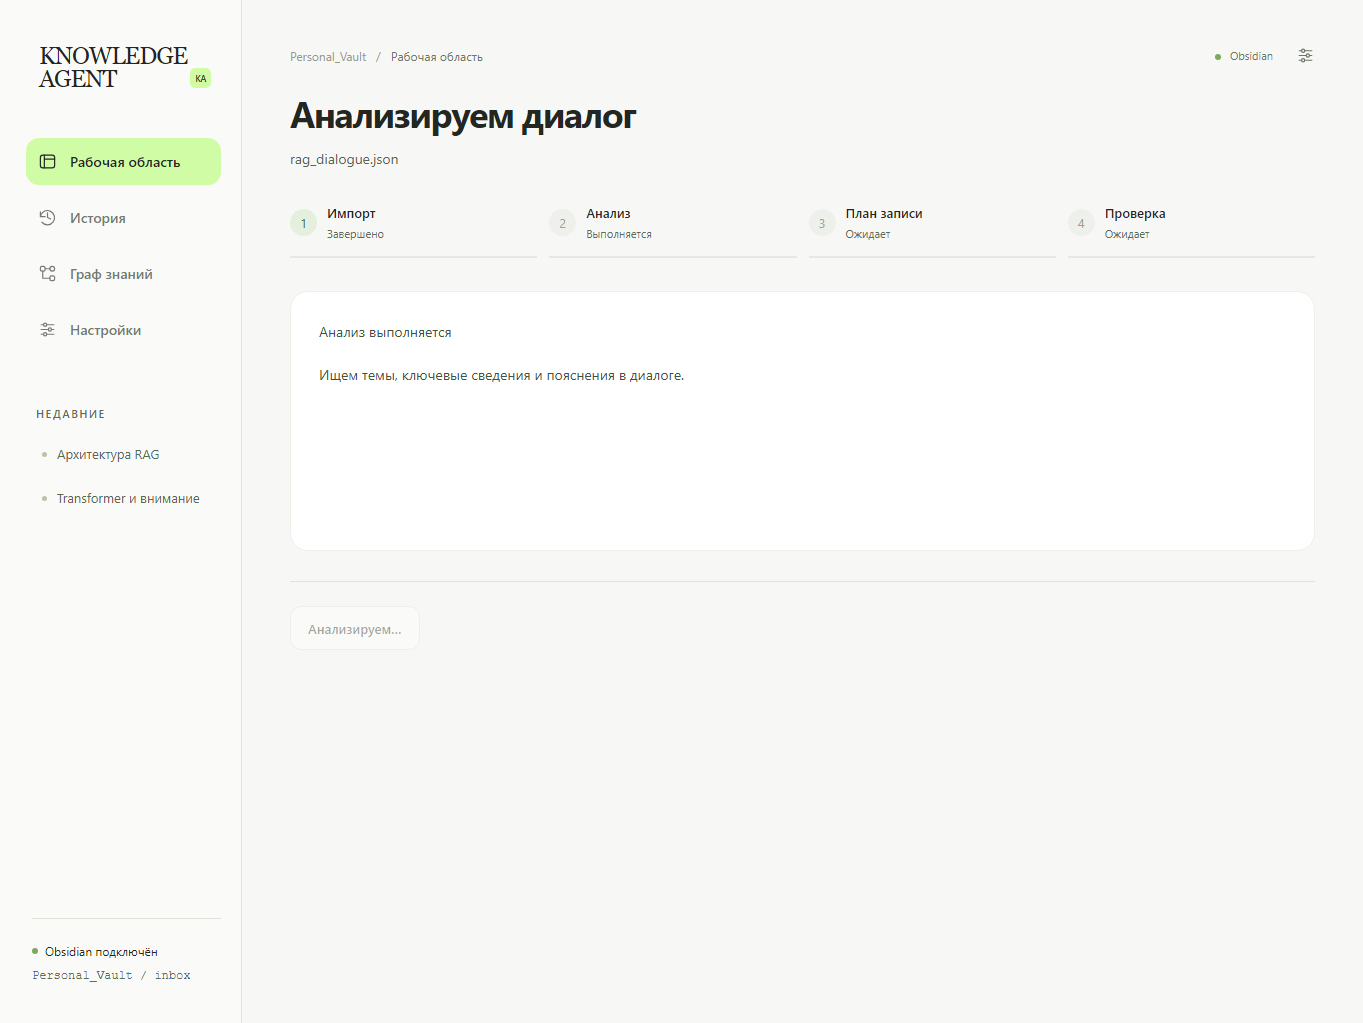 KNOWLEDGE
AGENT
KA
Рабочая область
История
Граф знаний
Настройки
НЕДАВНИЕ
Архитектура RAG
Transformer и внимание
Obsidian подключён
Personal_Vault / inbox
Personal_Vault / Рабочая область
Obsidian
Анализируем диалог
rag_dialogue.json
1
Импорт
Завершено
2
Анализ
Выполняется
3
План записи
Ожидает
4
Проверка
Ожидает
Анализ выполняется
Ищем темы, ключевые сведения и пояснения в диалоге.
Анализируем...